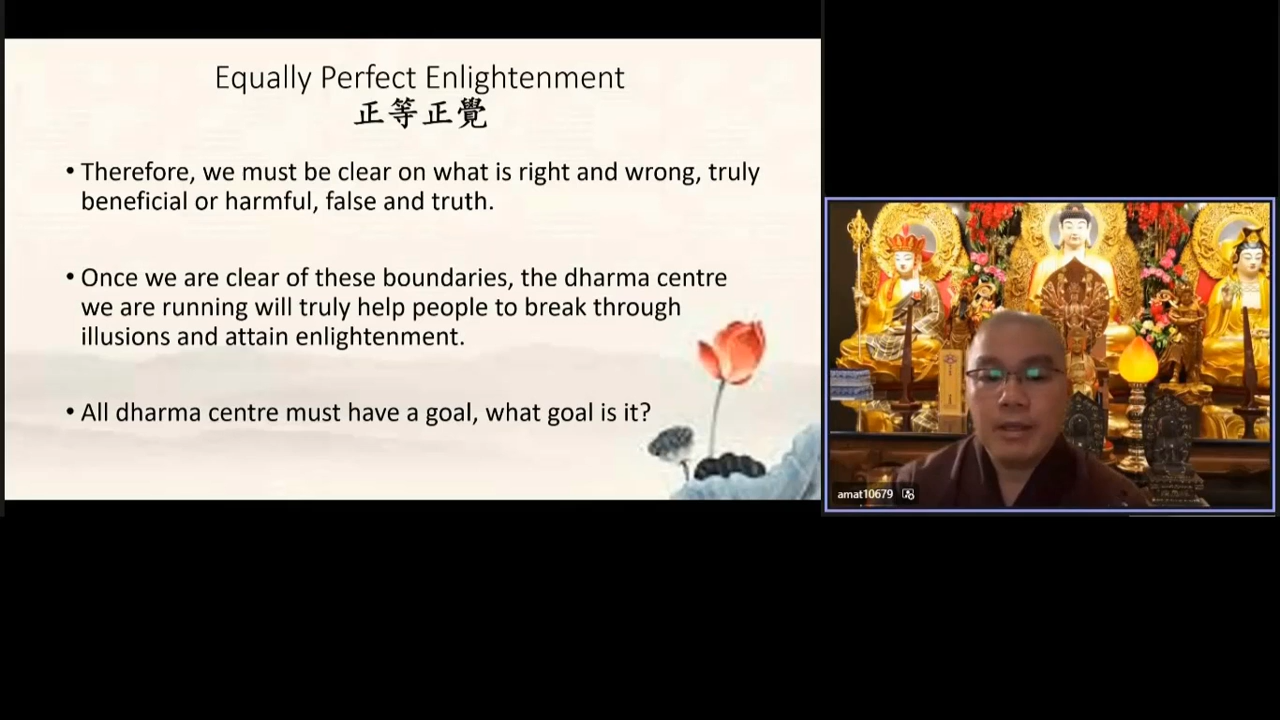 Equally Perfect Enlightenment
正等正覺
• Therefore, we must be clear on what is right and wrong, truly
beneficial or harmful, false and truth.
• Once we are clear of these boundaries, the dharma centre
we are running will truly help people to break through
illusions and attain enlightenment.
• All dharma centre must have a goal, what goal is it?
amat10679